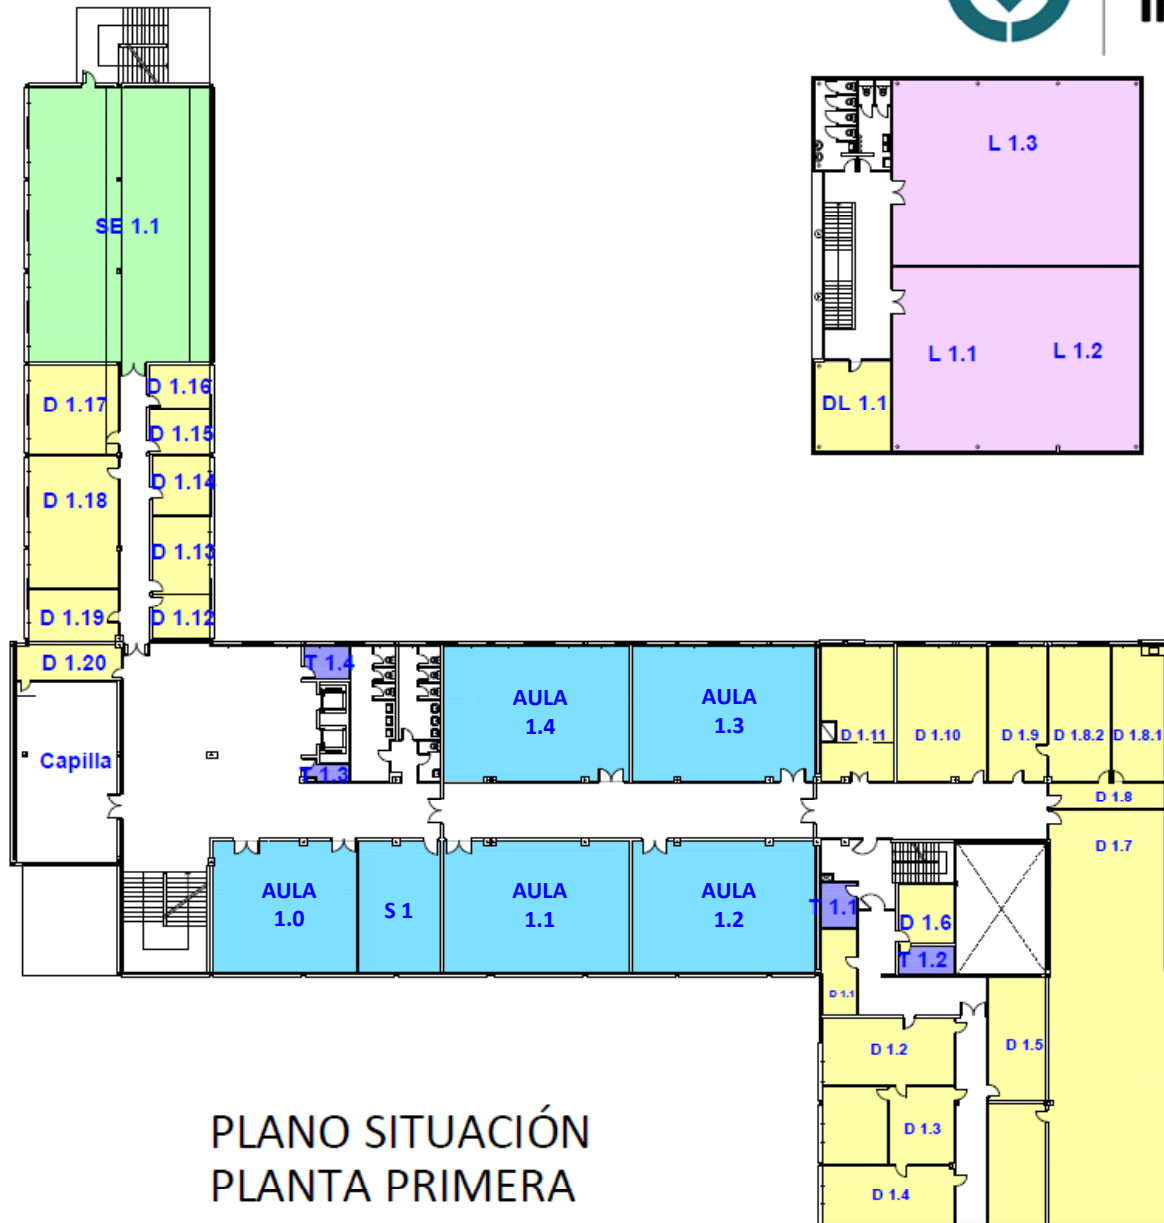 L 1.3
SE 1.1
L 1.1
L 1.2
DL 1.1
D 1.17
D 1.16
D 1.15
D 1.18
D 1.14
D 1.13
D 1.19
D 1.12
D 1.20
T 1.4
AULA
1.4
AULA
1.3
D 1.11
D 1.10
D 1.9
D 1.8.2
D 1.8.1
Capilla
T 1.3
D 1.8
D 1.7
AULA
1.0
S 1
AULA
1.1
AULA
1.2
T 1.1
D 1.6
T 1.2
D 1.1
D 1.2
D 1.5
D 1.3
D 1.4
PLANO SITUACIÓN
PLANTA PRIMERA